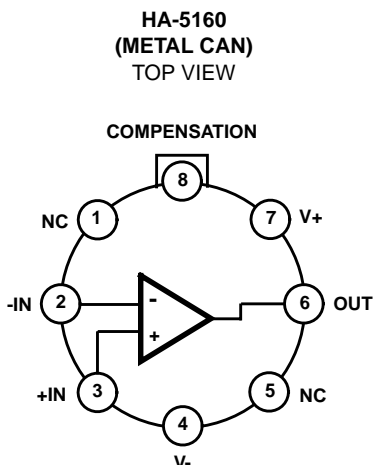 HA-5160
(METAL CAN)
TOP VIEW
COMPENSATION
8
NC 1
7 V+
-IN 2
-
6 OUT
+
+IN 3
5 NC
4
V-